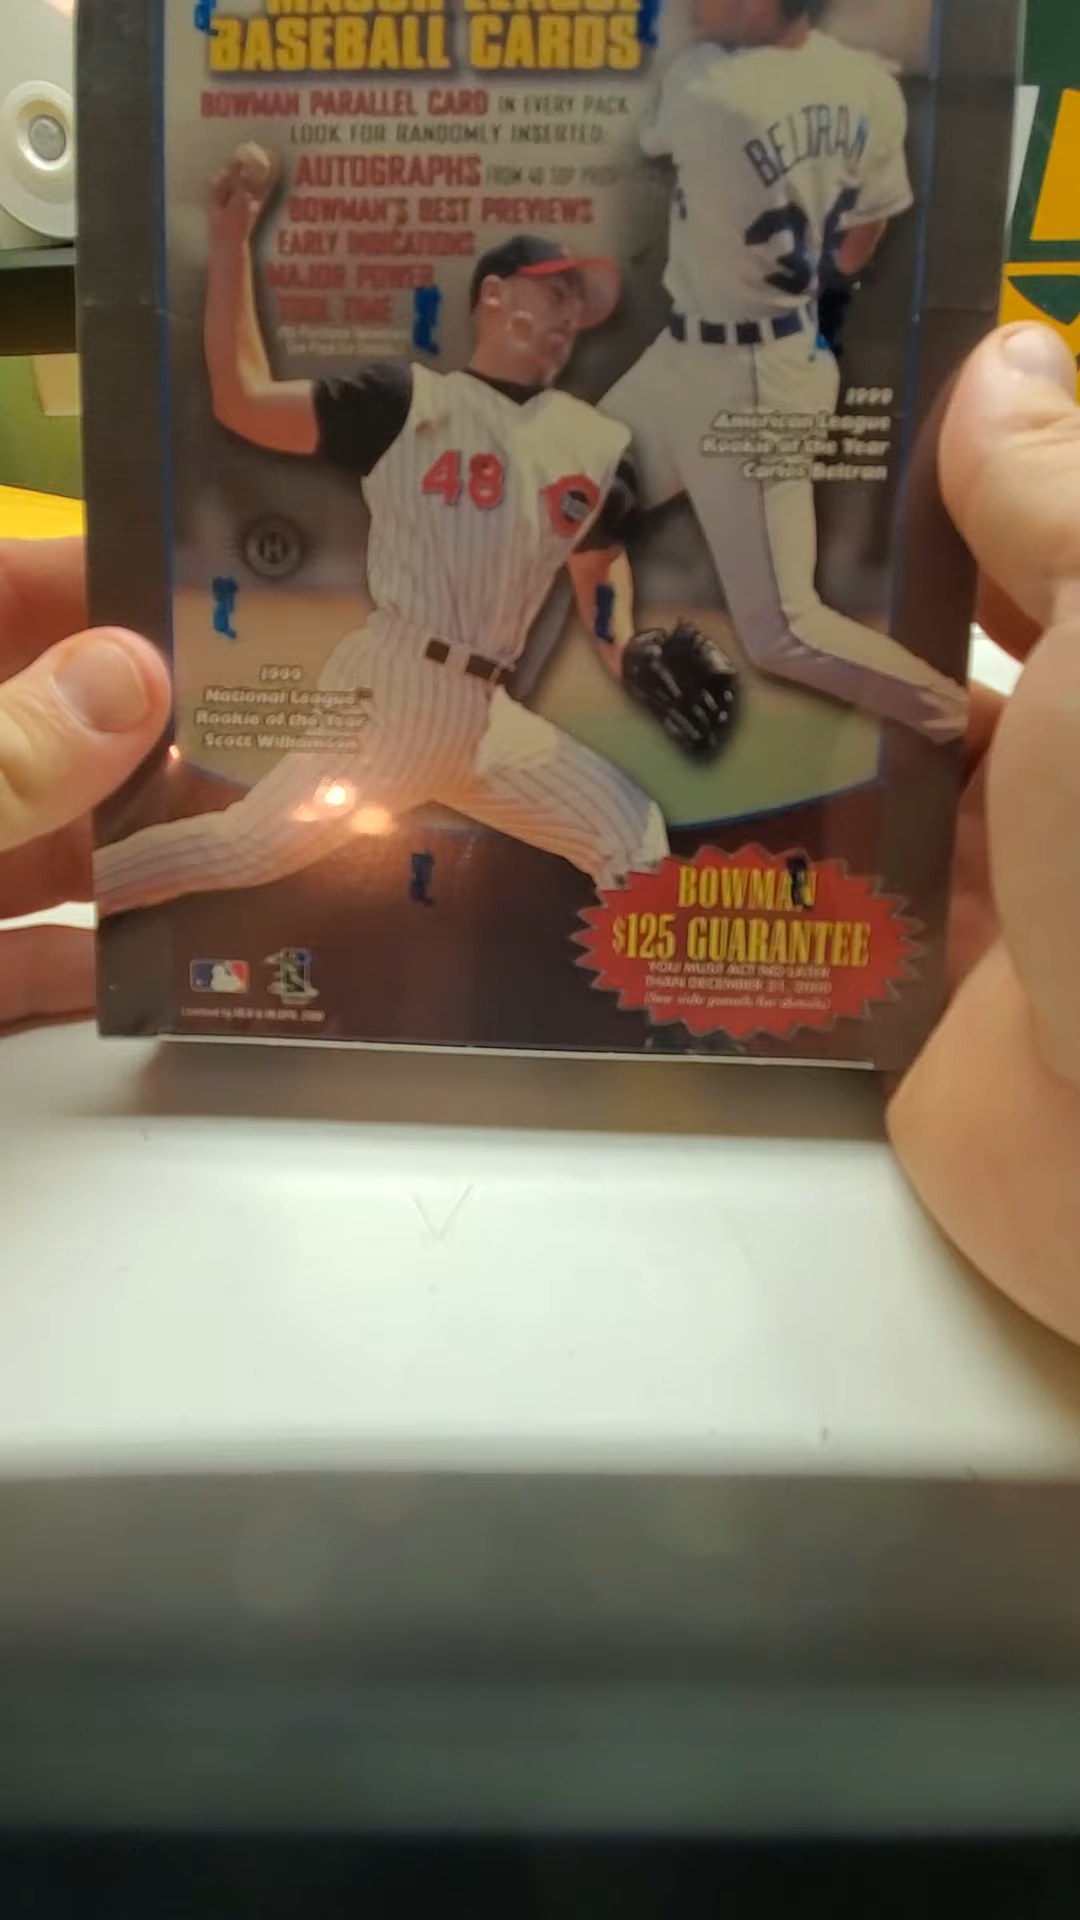 MAJOR LEAGUE
BASEBALL CARDS
BOWMAN PARALLEL CARD IN EVERY PACK
LOOK FOR RANDOMLY INSERTED:
AUTOGRAPHS FROM 40 TOP
BOWMAN'S BEST PREVIEWS
EARLY INDICATIONS
MAJOR POWER
TOOL TIME
BELTRAN
36
1999
American League
Rookie of the Year
Carlos Beltran
48
H
1999
National League
Rookie of the Year
Scott Williamson
BOWMAN
$125 GUARANTEE
YOU MUST ACT NO LATER
THAN DECEMBER 31, 2000
(See side panels for details)